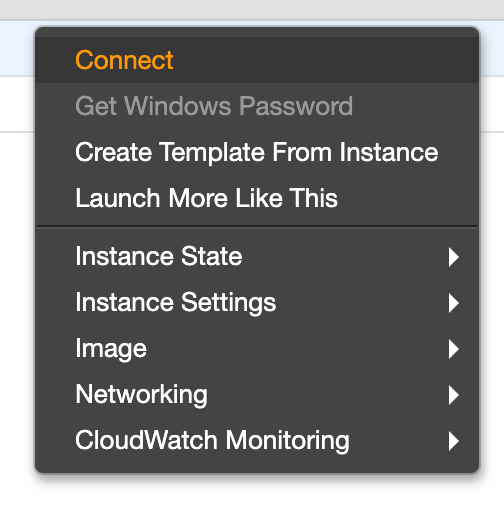 Connect
Get Windows Password
Create Template From Instance
Launch More Like This
Instance State
Instance Settings
Image
Networking
CloudWatch Monitoring